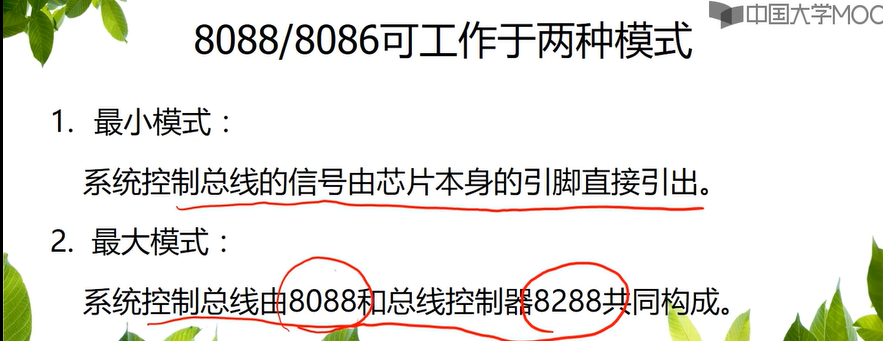 中国大学MOC
8088/8086可工作于两种模式
1. 最小模式：
系统控制总线的信号由芯片本身的引脚直接引出。
2. 最大模式：
系统控制总线由8088和总线控制器8288共同构成。